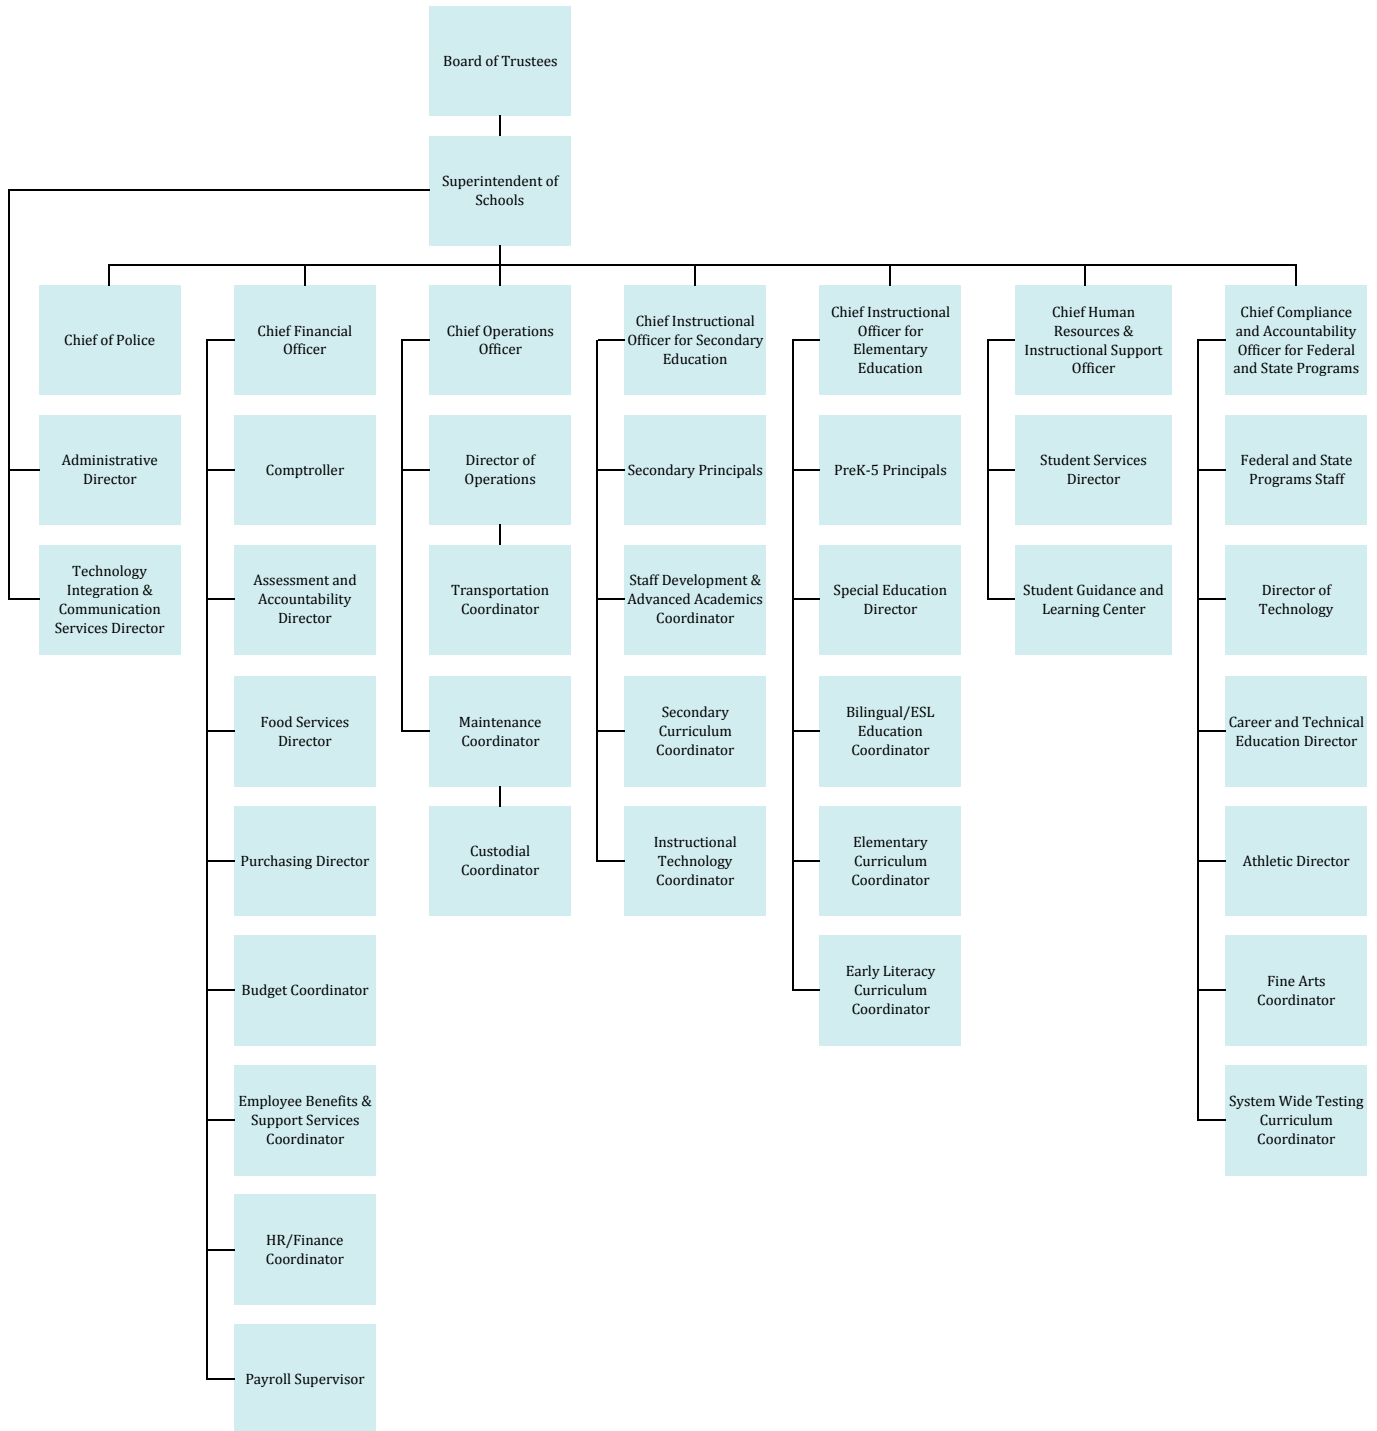 Board of Trustees
Superintendent of
Schools
Chief of Police
Chief Financial
Officer
Chief Operations
Officer
Chief Instructional
Officer for Secondary
Education
Chief Instructional
Officer for
Elementary
Education
Chief Human
Resources &
Instructional Support
Officer
Chief Compliance
and Accountability
Officer for Federal
and State Programs
Administrative
Director
Comptroller
Director of
Operations
Secondary Principals
PreK-5 Principals
Student Services
Director
Federal and State
Programs Staff
Technology
Integration &
Communication
Services Director
Assessment and
Accountability
Director
Transportation
Coordinator
Staff Development &
Advanced Academics
Coordinator
Special Education
Director
Student Guidance and
Learning Center
Director of
Technology
Food Services
Director
Maintenance
Coordinator
Secondary
Curriculum
Coordinator
Bilingual/ESL
Education
Coordinator
Career and Technical
Education Director
Purchasing Director
Custodial
Coordinator
Instructional
Technology
Coordinator
Elementary
Curriculum
Coordinator
Athletic Director
Budget Coordinator
Early Literacy
Curriculum
Coordinator
Fine Arts
Coordinator
Employee Benefits &
Support Services
Coordinator
System Wide Testing
Curriculum
Coordinator
HR/Finance
Coordinator
Payroll Supervisor